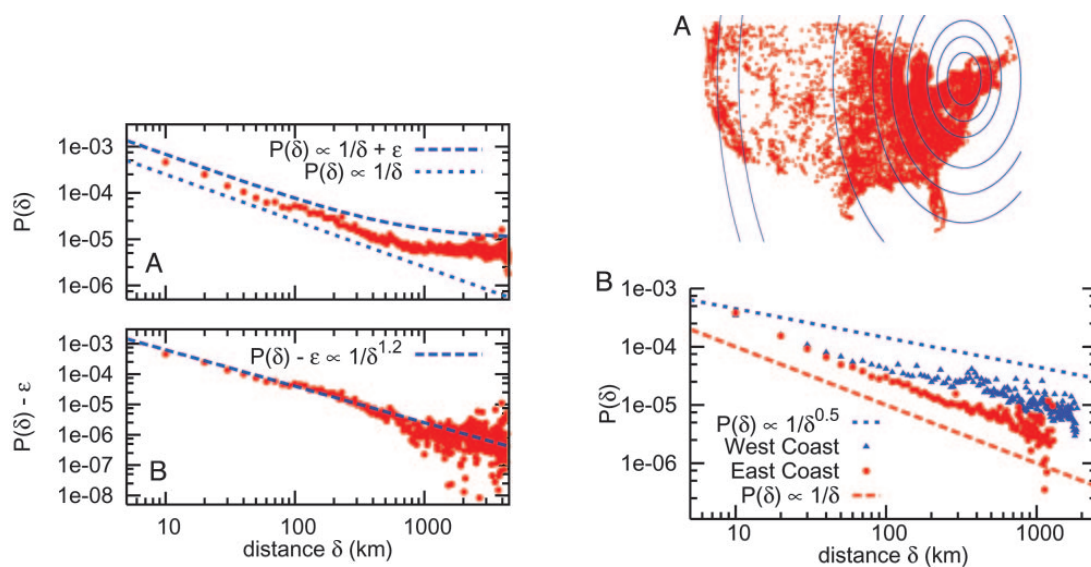 P(δ) ∝ 1/δ + ε
P(δ) ∝ 1/δ
1e-03
1e-04
1e-05
1e-06
P(δ)
A
P(δ) - ε ∝ 1/δ^1.2
1e-03
1e-04
1e-05
1e-06
1e-07
1e-08
P(δ) - ε
B
10
100
1000
distance δ (km)
A
B
1e-03
1e-04
1e-05
1e-06
P(δ)
P(δ) ∝ 1/δ^0.5
West Coast
East Coast
P(δ) ∝ 1/δ
10
100
1000
distance δ (km)